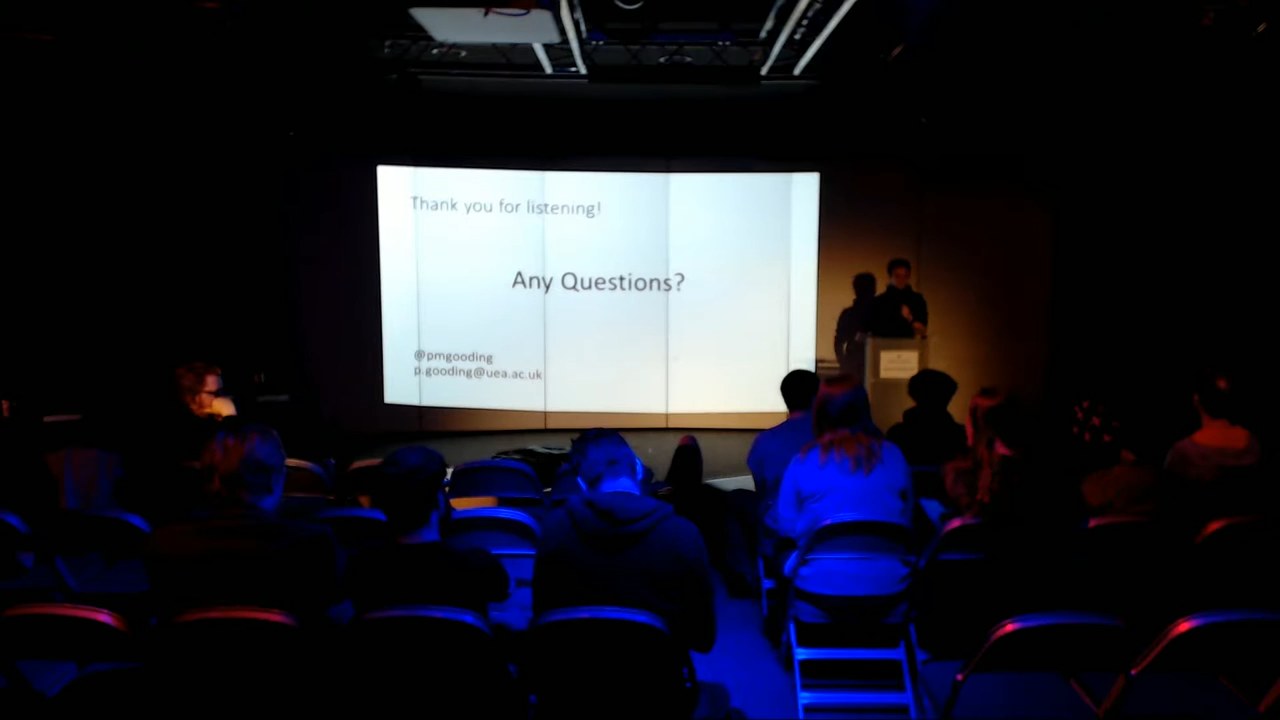 Thank you for listening!
Any Questions?
@pmgooding
p.gooding@uea.ac.uk